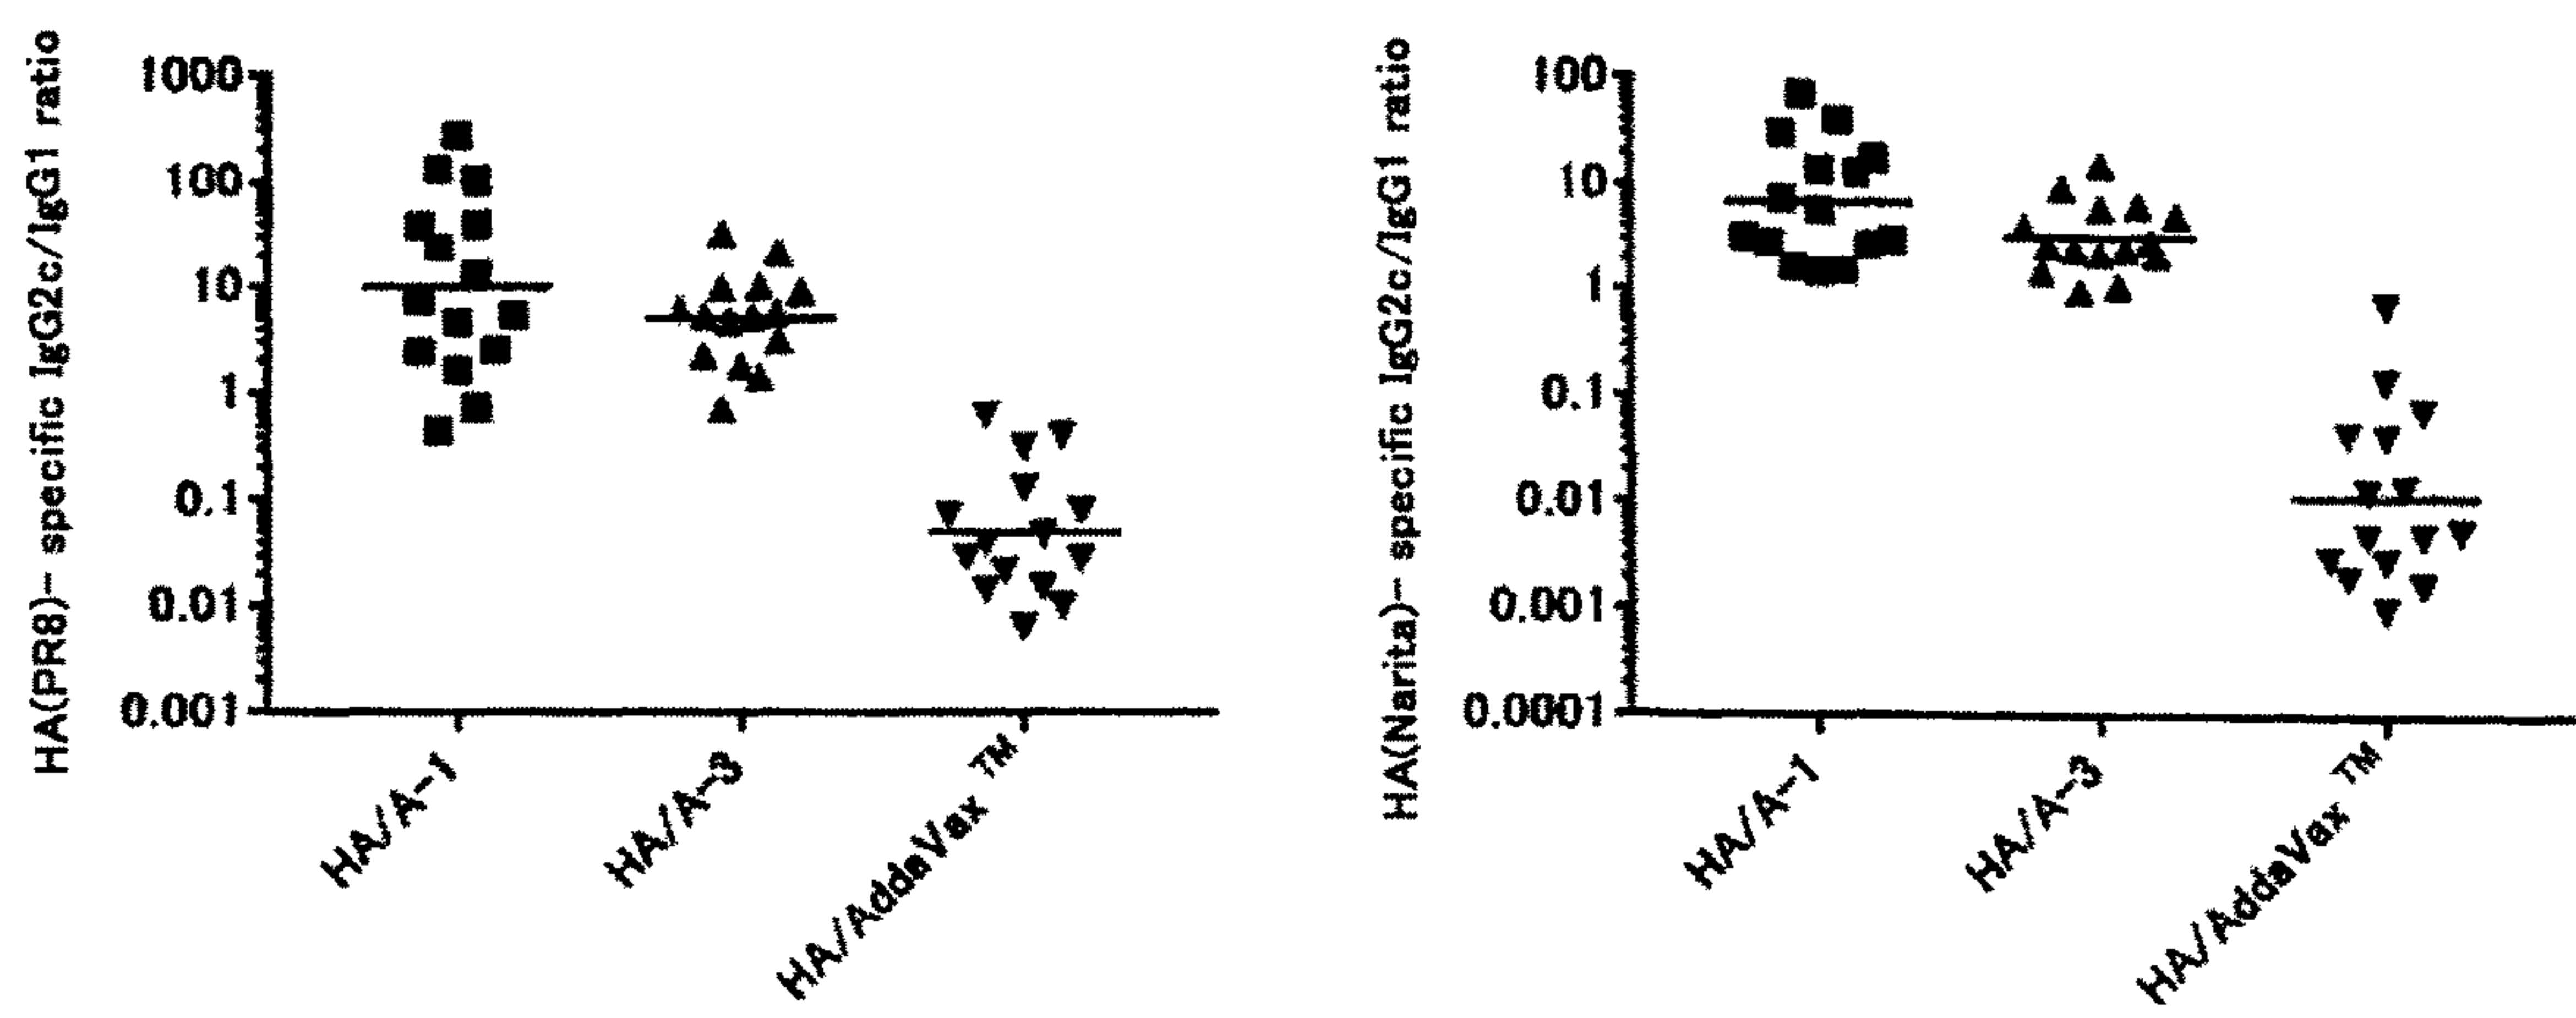 HA(PR8)- specific IgG2c/IgG1 ratio
1000
100
10
1
0.1
0.01
0.001
HA/A-1
HA/A-3
HA/AddaVax TM
HA(Narita)- specific IgG2c/IgG1 ratio
100
10
1
0.1
0.01
0.001
0.0001
HA/A-1
HA/A-3
HA/AddaVax TM